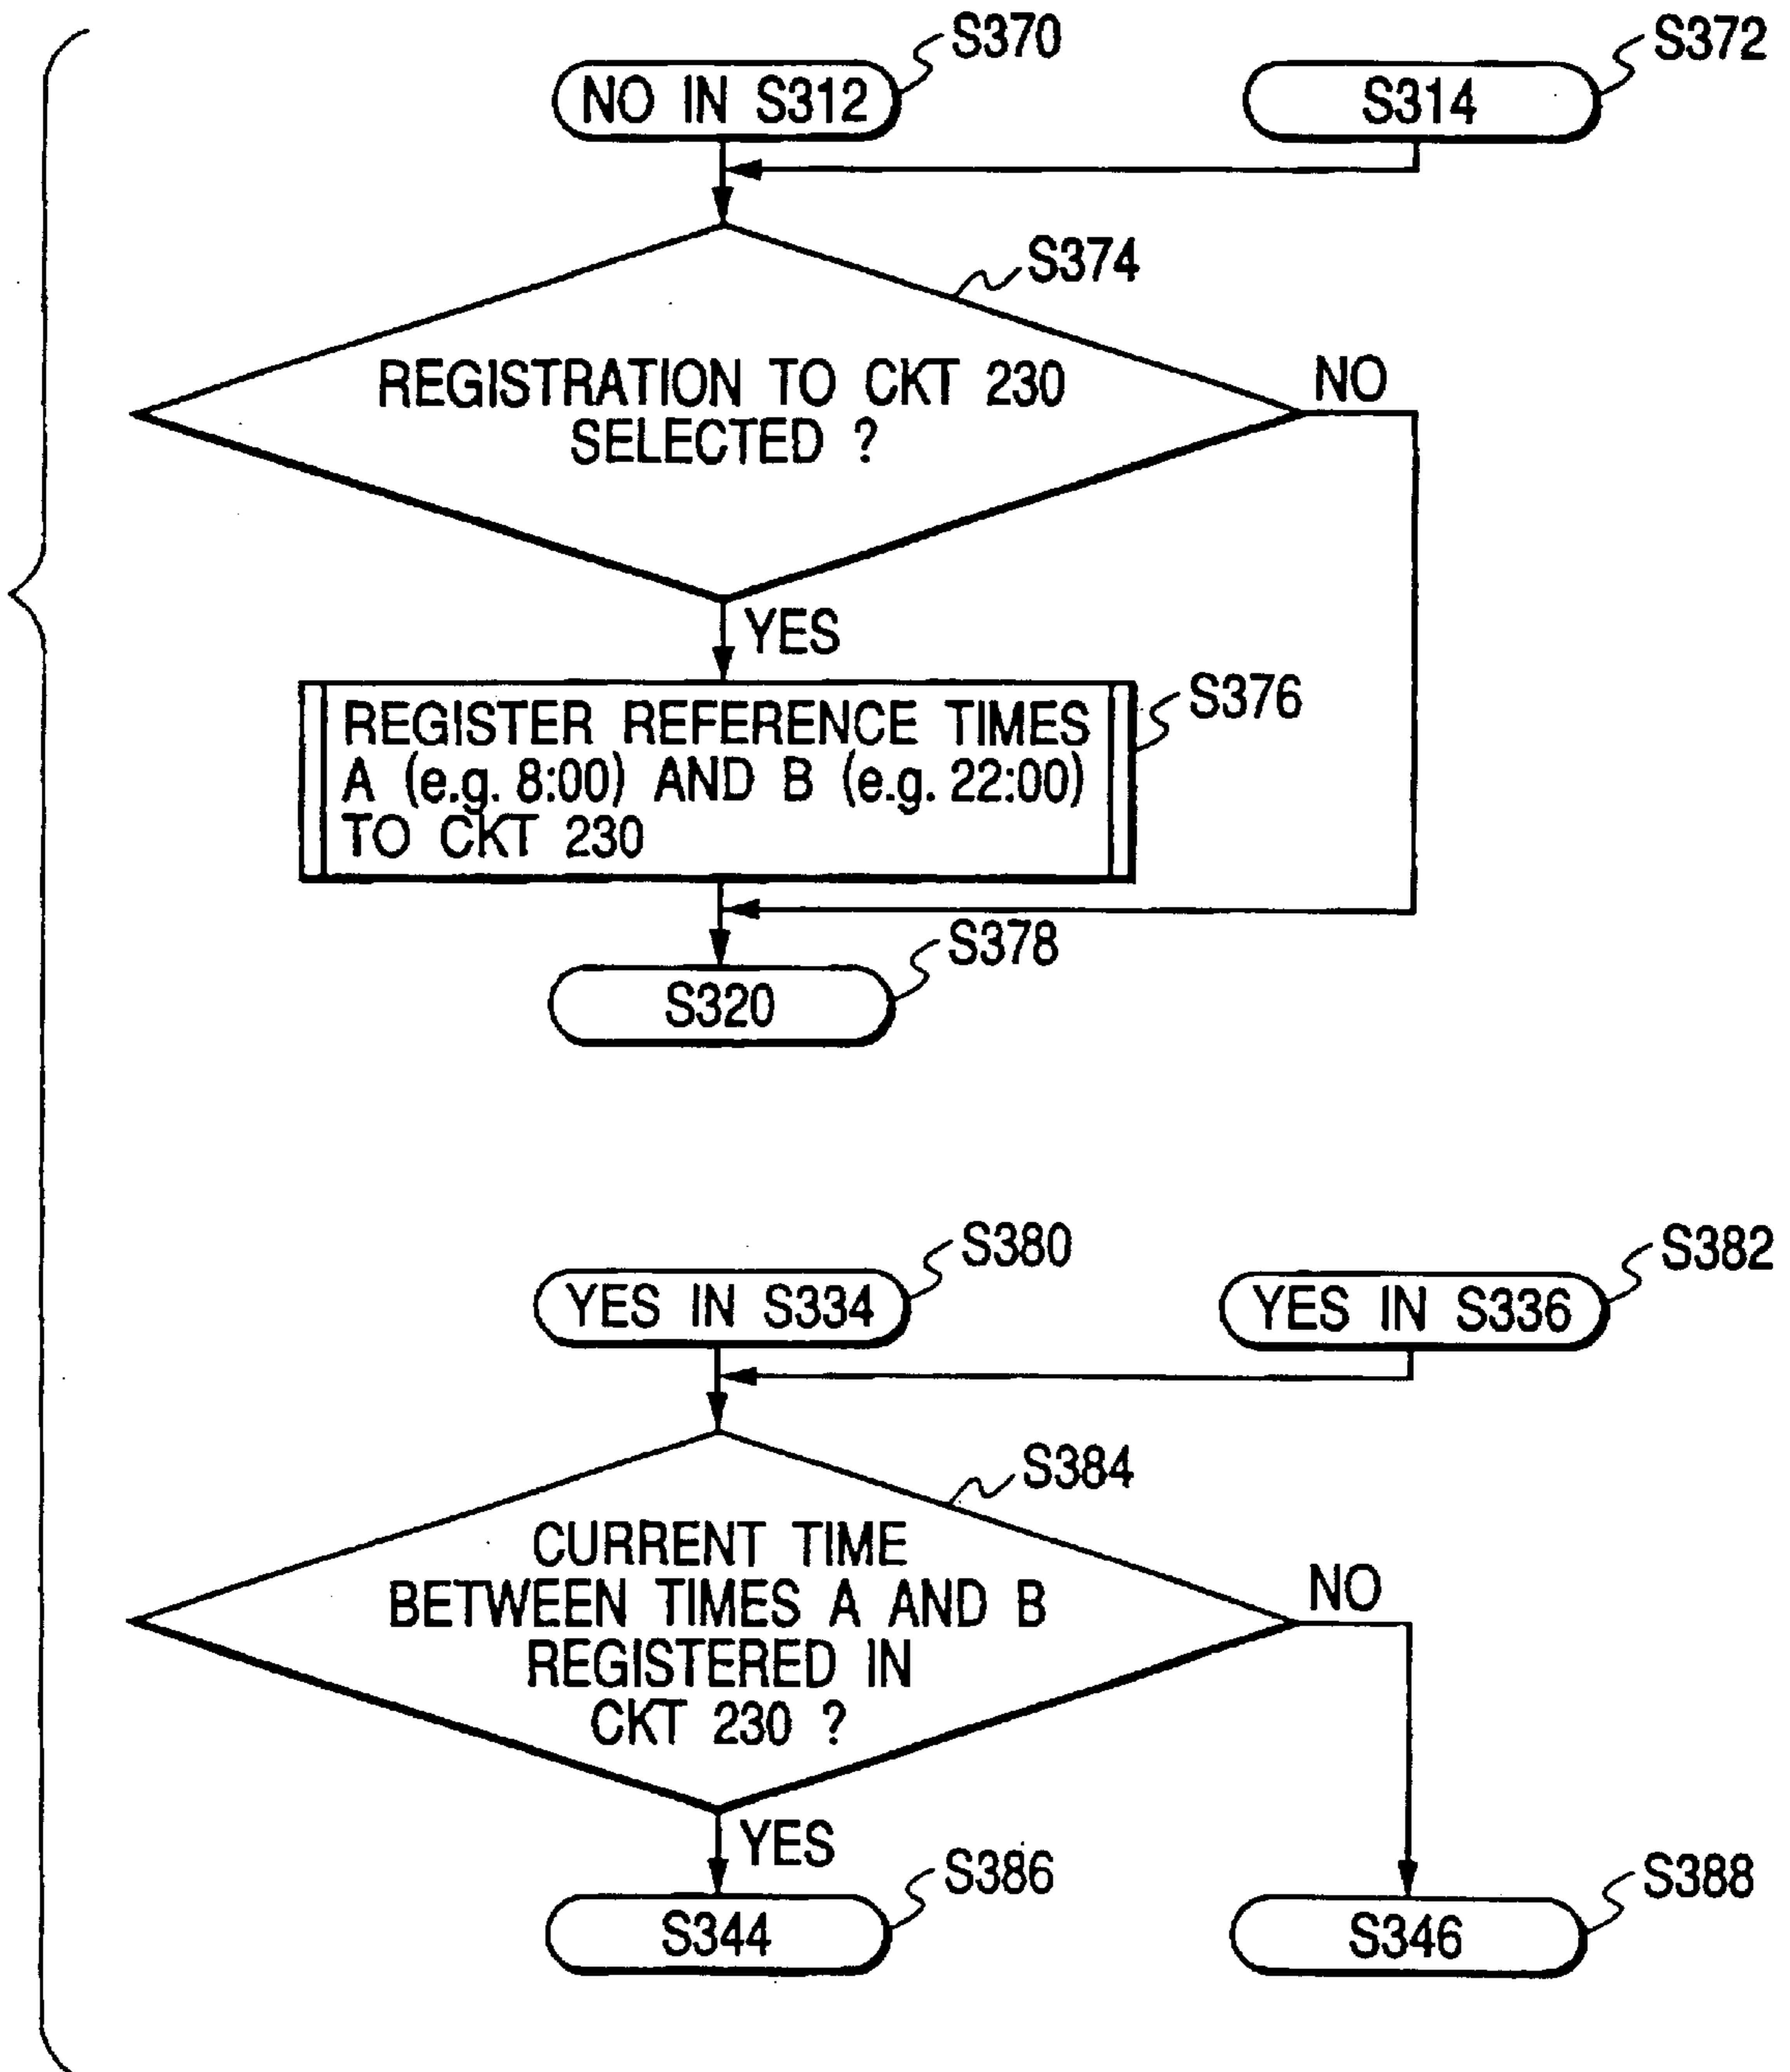 S370
NO IN S312
S372
S314
S374
REGISTRATION TO CKT 230
SELECTED ?
NO
YES
S376
REGISTER REFERENCE TIMES
A (e.g. 8:00) AND B (e.g. 22:00)
TO CKT 230
S378
S320
S380
YES IN S334
S382
YES IN S336
S384
CURRENT TIME
BETWEEN TIMES A AND B
REGISTERED IN
CKT 230 ?
NO
YES
S386
S344
S388
S346